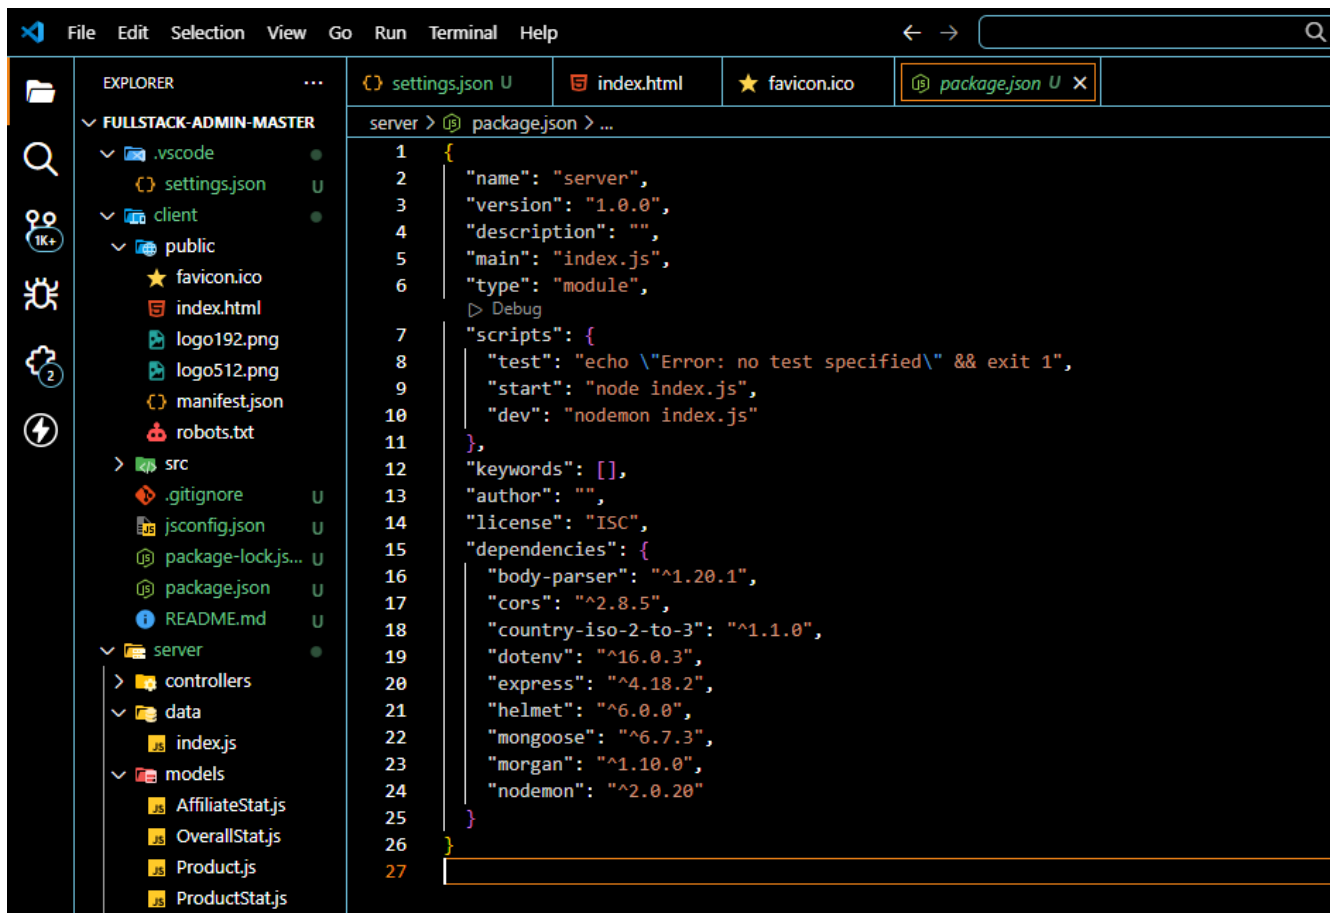 File Edit Selection View Go Run Terminal Help
EXPLORER
FULLSTACK-ADMIN-MASTER
.vscode
settings.json U
client
public
favicon.ico
index.html
logo192.png
logo512.png
manifest.json
robots.txt
src
.gitignore U
jsconfig.json U
package-lock.js... U
package.json U
README.md U
server
controllers
data
index.js
models
AffiliateStat.js
OverallStat.js
Product.js
ProductStat.js
1K+
2
settings.json U index.html favicon.ico package.json U
server > package.json > ...
1 {
2 "name": "server",
3 "version": "1.0.0",
4 "description": "",
5 "main": "index.js",
6 "type": "module",
Debug
7 "scripts": {
8 "test": "echo \"Error: no test specified\" && exit 1",
9 "start": "node index.js",
10 "dev": "nodemon index.js"
11 },
12 "keywords": [],
13 "author": "",
14 "license": "ISC",
15 "dependencies": {
16 "body-parser": "^1.20.1",
17 "cors": "^2.8.5",
18 "country-iso-2-to-3": "^1.1.0",
19 "dotenv": "^16.0.3",
20 "express": "^4.18.2",
21 "helmet": "^6.0.0",
22 "mongoose": "^6.7.3",
23 "morgan": "^1.10.0",
24 "nodemon": "^2.0.20"
25 }
26 }
27